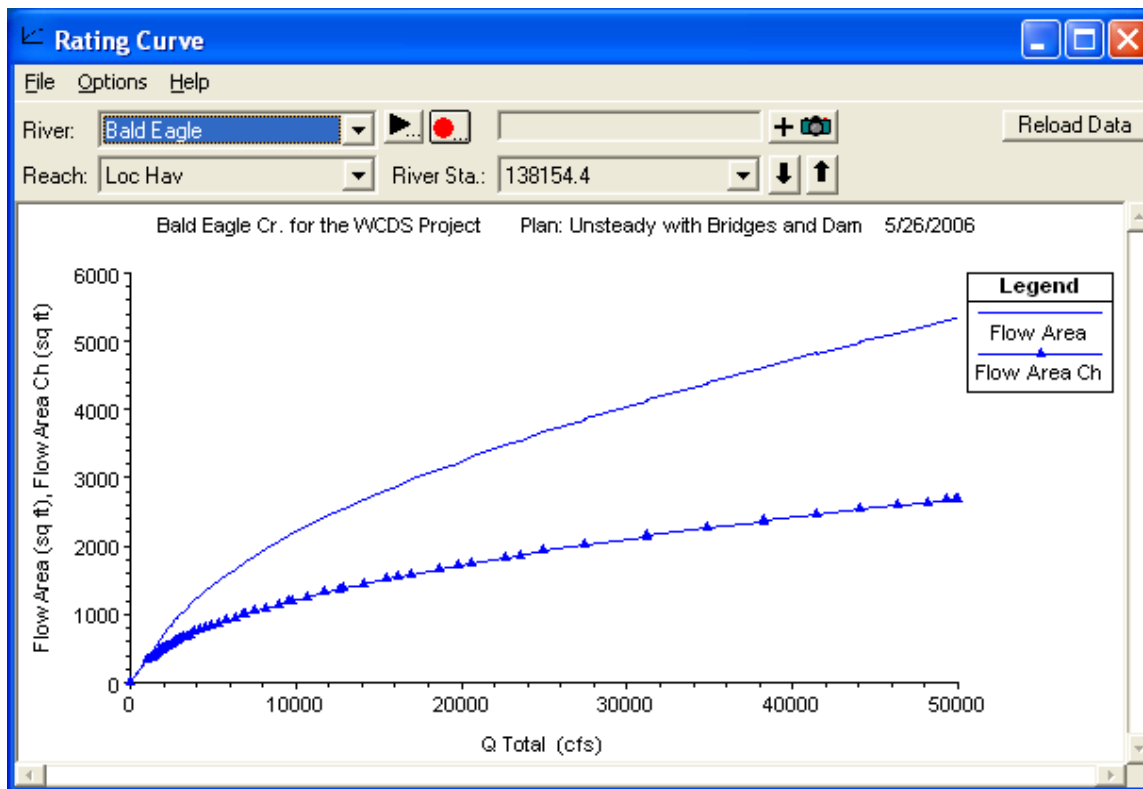 Rating Curve
File Options Help
River: Bald Eagle Reload Data
Reach: Loc Hav River Sta.: 138154.4
Bald Eagle Cr. for the WCDS Project Plan: Unsteady with Bridges and Dam 5/26/2006
Flow Area (sq ft), Flow Area Ch (sq ft)
6000
5000
4000
3000
2000
1000
0
0 10000 20000 30000 40000 50000
Q Total (cfs)
Legend
Flow Area
Flow Area Ch